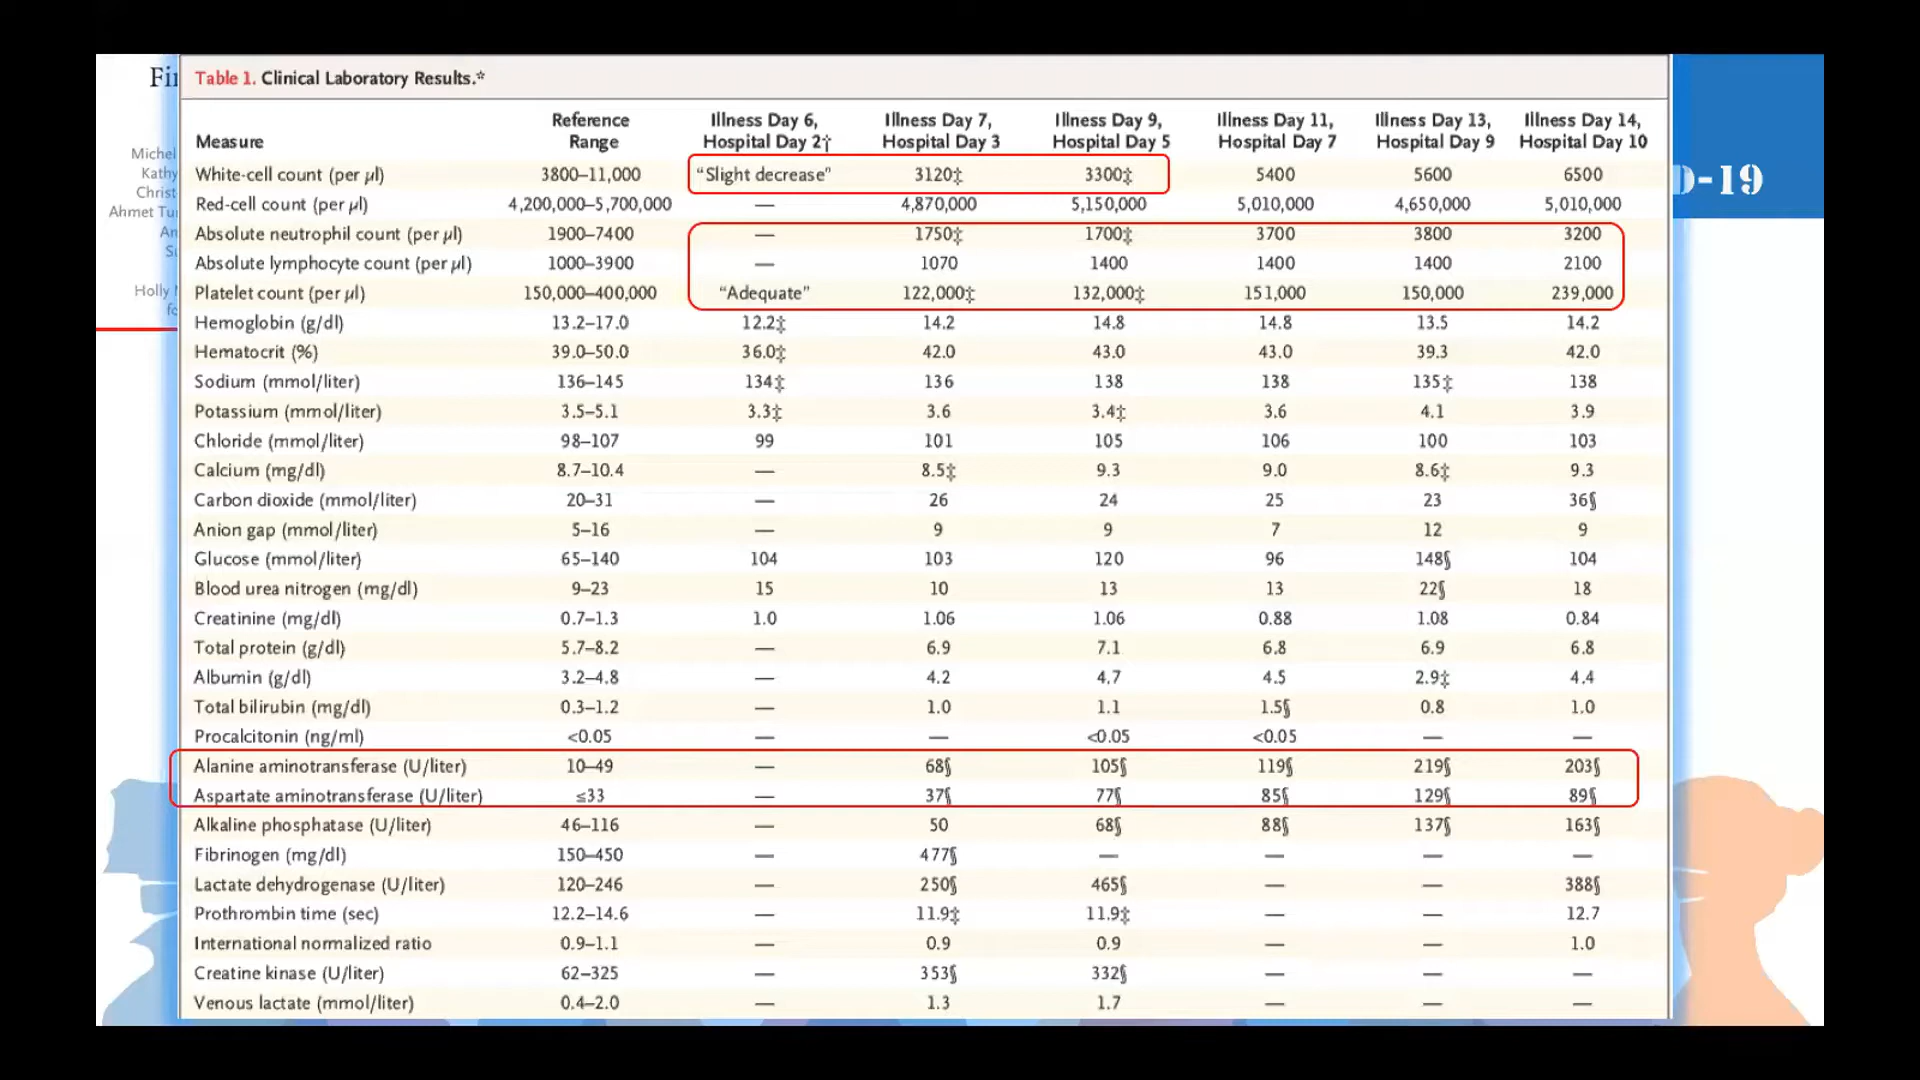 Table 1. Clinical Laboratory Results.*
Measure Reference Range Illness Day 6, Hospital Day 2† Illness Day 7, Hospital Day 3 Illness Day 9, Hospital Day 5 Illness Day 11, Hospital Day 7 Illness Day 13, Hospital Day 9 Illness Day 14, Hospital Day 10
White-cell count (per μl) 3800–11,000 “Slight decrease” 3120‡ 3300‡ 5400 5600 6500
Red-cell count (per μl) 4,200,000–5,700,000 — 4,870,000 5,150,000 5,010,000 4,650,000 5,010,000
Absolute neutrophil count (per μl) 1900–7400 — 1750‡ 1700‡ 3700 3800 3200
Absolute lymphocyte count (per μl) 1000–3900 — 1070 1400 1400 1400 2100
Platelet count (per μl) 150,000–400,000 “Adequate” 122,000‡ 132,000‡ 151,000 150,000 239,000
Hemoglobin (g/dl) 13.2–17.0 12.2‡ 14.2 14.8 14.8 13.5 14.2
Hematocrit (%) 39.0–50.0 36.0‡ 42.0 43.0 43.0 39.3 42.0
Sodium (mmol/liter) 136–145 134‡ 136 138 138 135‡ 138
Potassium (mmol/liter) 3.5–5.1 3.3‡ 3.6 3.4‡ 3.6 4.1 3.9
Chloride (mmol/liter) 98–107 99 101 105 106 100 103
Calcium (mg/dl) 8.7–10.4 — 8.5‡ 9.3 9.0 8.6‡ 9.3
Carbon dioxide (mmol/liter) 20–31 — 26 24 25 23 36§
Anion gap (mmol/liter) 5–16 — 9 9 7 12 9
Glucose (mmol/liter) 65–140 104 103 120 96 148§ 104
Blood urea nitrogen (mg/dl) 9–23 15 10 13 13 22§ 18
Creatinine (mg/dl) 0.7–1.3 1.0 1.06 1.06 0.88 1.08 0.84
Total protein (g/dl) 5.7–8.2 — 6.9 7.1 6.8 6.9 6.8
Albumin (g/dl) 3.2–4.8 — 4.2 4.7 4.5 2.9‡ 4.4
Total bilirubin (mg/dl) 0.3–1.2 — 1.0 1.1 1.5§ 0.8 1.0
Procalcitonin (ng/ml) <0.05 — — <0.05 <0.05 — —
Alanine aminotransferase (U/liter) 10–49 — 68§ 105§ 119§ 219§ 203§
Aspartate aminotransferase (U/liter) ≤33 — 37§ 77§ 85§ 129§ 89§
Alkaline phosphatase (U/liter) 46–116 — 50 68§ 88§ 137§ 163§
Fibrinogen (mg/dl) 150–450 — 477§ — — — —
Lactate dehydrogenase (U/liter) 120–246 — 250§ 465§ — — 388§
Prothrombin time (sec) 12.2–14.6 — 11.9‡ 11.9‡ — — 12.7
International normalized ratio 0.9–1.1 — 0.9 0.9 — — 1.0
Creatine kinase (U/liter) 62–325 — 353§ 332§ — — —
Venous lactate (mmol/liter) 0.4–2.0 — 1.3 1.7 — — —
Michel
Kathy
Christ
Ahmet
Holly
-19